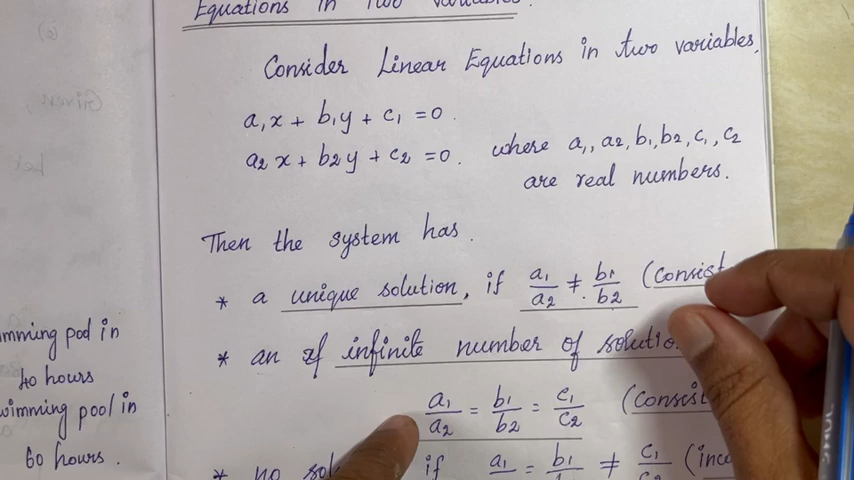 Equations in Two Variables.
Consider Linear Equations in two variables,
a₁x + b₁y + c₁ = 0.
a₂x + b₂y + c₂ = 0. where a₁, a₂, b₁, b₂, c₁, c₂
are real numbers.
Then the system has.
* a unique solution, if a₁/a₂ ≠ b₁/b₂ (Consist
* an infinite number of solutio
a₁/a₂ = b₁/b₂ = c₁/c₂ (Consist
* no sol if a₁ = b₁ ≠ c₁/c₂ (inco
imming pool in
40 hours
wimming pool in
60 hours.